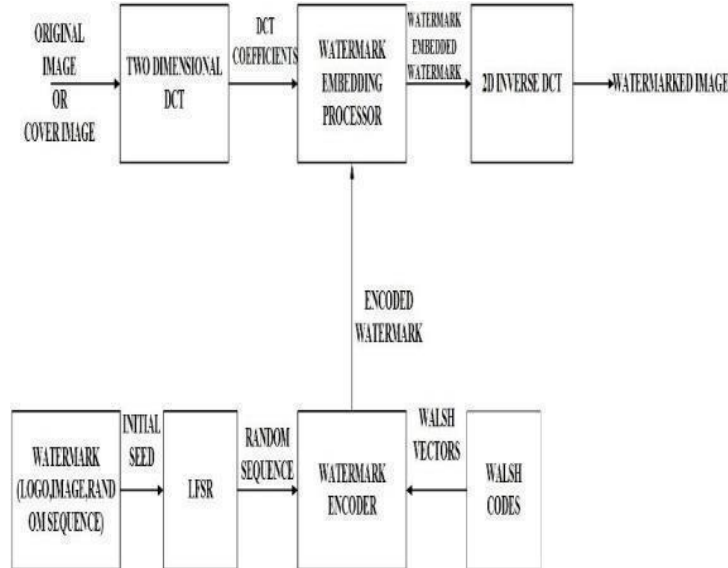 ORIGINAL
IMAGE
OR
COVER IMAGE
TWO DIMENSIONAL
DCT
DCT
COEFFICIENTS
WATERMARK
EMBEDDING
PROCESSOR
WATERMARK
EMBEDDED
WATERMARK
2D INVERSE DCT
WATERMARKED IMAGE
ENCODED
WATERMARK
WATERMARK
(LOGO,IMAGE,RAND
OM SEQUENCE)
INITIAL
SEED
LFSR
RANDOM
SEQUENCE
WATERMARK
ENCODER
WALSH
VECTORS
WALSH
CODES